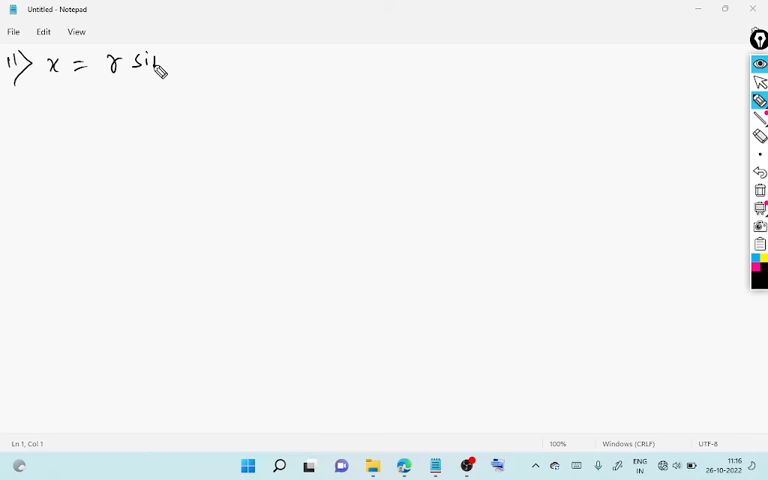 Untitled - Notepad
File Edit View
11) x = r sin
Ln 1, Col 1 100% Windows (CRLF) UTF-8
ENG
IN
11:16
26-10-2022